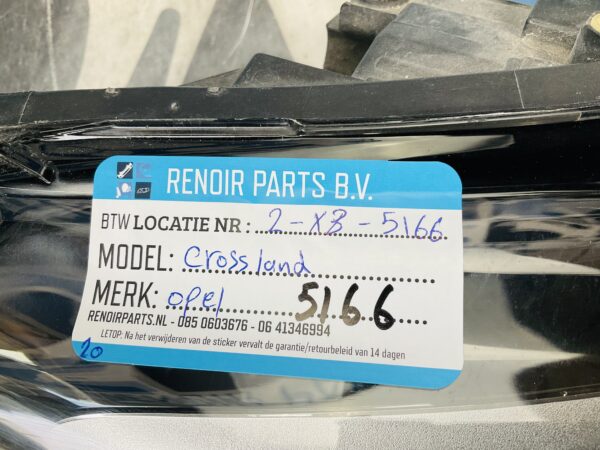 RENOIR PARTS B.V.
BTW LOCATIE NR: 2-XB-5166
MODEL: Crossland
MERK: opel 5166
RENOIRPARTS.NL - 085 0603676 - 06 41346994
LETOP: Na het verwijderen van de sticker vervalt de garantie/retourbeleid van 14 dagen
20